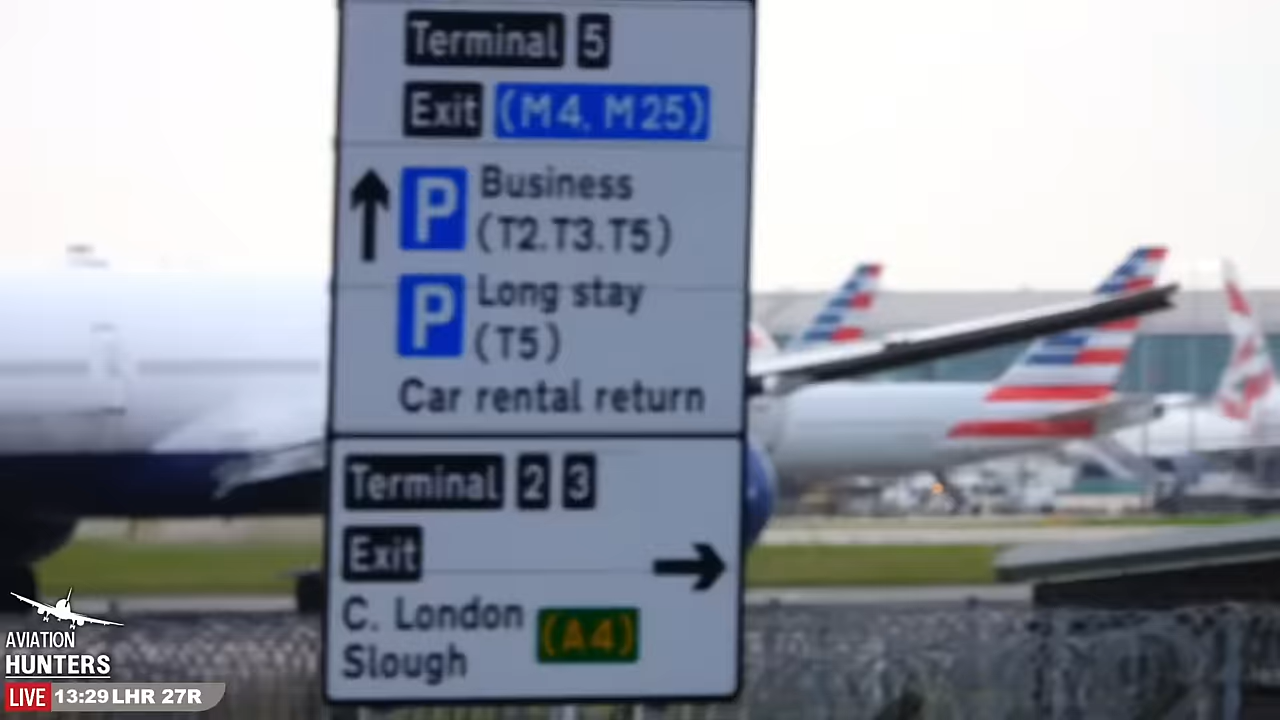 Terminal 5
Exit (M4, M25)
P Business
(T2.T3.T5)
P Long stay
(T5)
Car rental return
Terminal 2 3
Exit
C. London (A4)
Slough
AVIATION
HUNTERS
LIVE 13:29 LHR 27R